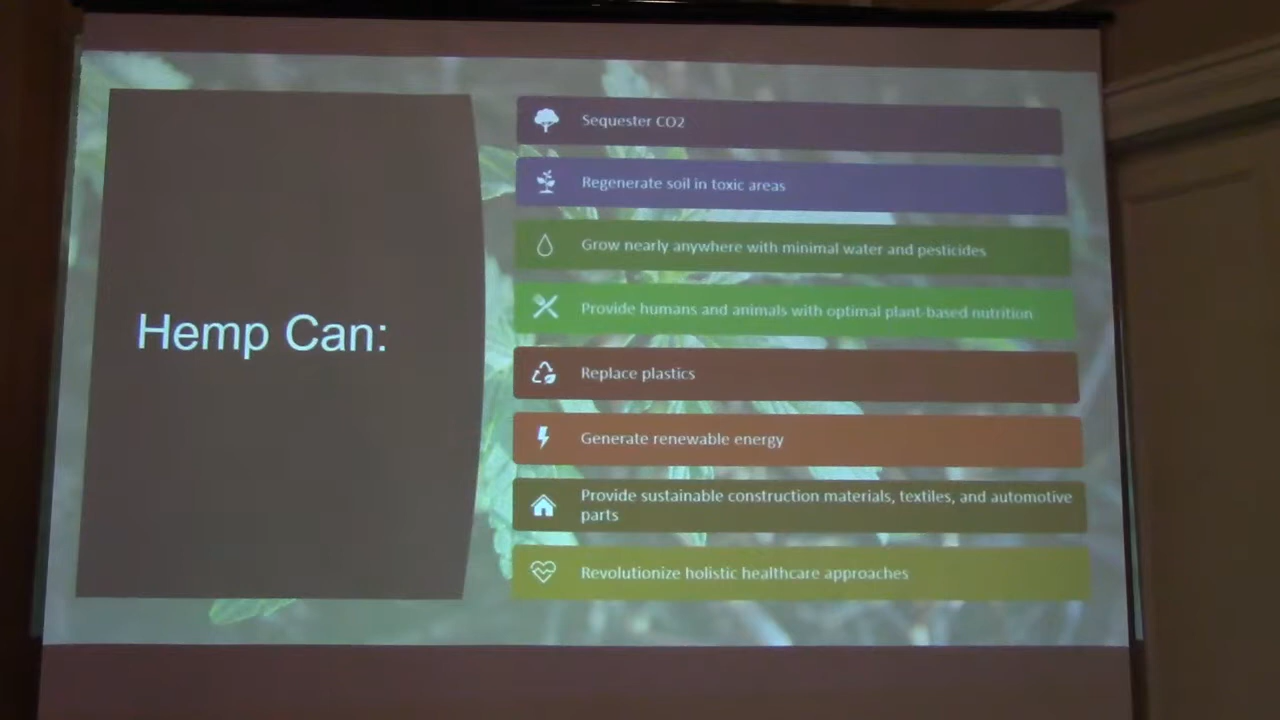 Hemp Can:
Sequester CO2
Regenerate soil in toxic areas
Grow nearly anywhere with minimal water and pesticides
Provide humans and animals with optimal plant-based nutrition
Replace plastics
Generate renewable energy
Provide sustainable construction materials, textiles, and automotive
parts
Revolutionize holistic healthcare approaches